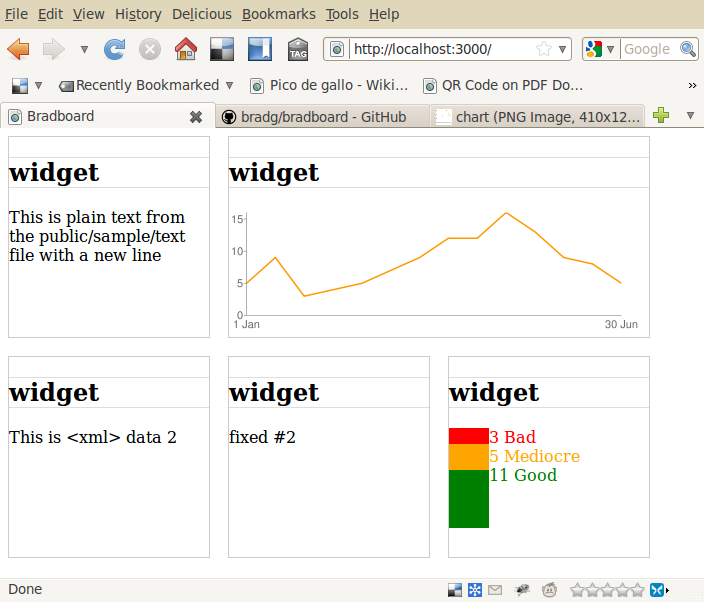 File Edit View History Delicious Bookmarks Tools Help
TAG
http://localhost:3000/
Google
Recently Bookmarked
Pico de gallo - Wiki...
QR Code on PDF Do...
»
Bradboard
bradg/bradboard - GitHub
chart (PNG Image, 410x12...
widget
This is plain text from
the public/sample/text
file with a new line
widget
15
10
5
0
1 Jan
30 Jun
widget
This is <xml> data 2
widget
fixed #2
widget
3 Bad
5 Mediocre
11 Good
Done